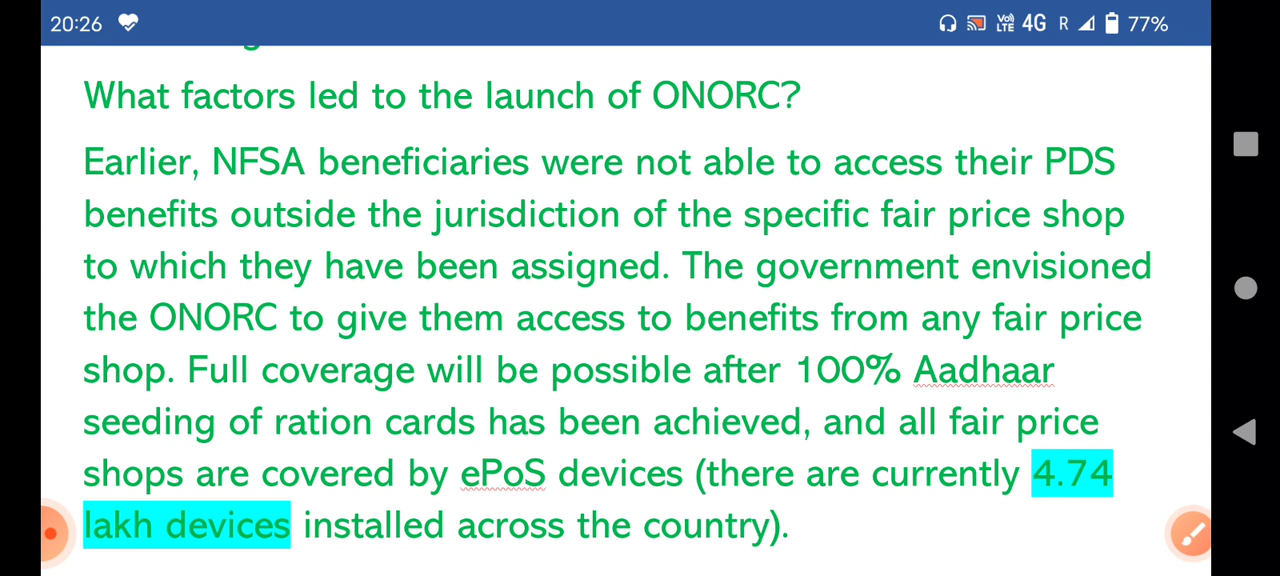 20:26 VoD LTE 4G R 77%
What factors led to the launch of ONORC?
Earlier, NFSA beneficiaries were not able to access their PDS
benefits outside the jurisdiction of the specific fair price shop
to which they have been assigned. The government envisioned
the ONORC to give them access to benefits from any fair price
shop. Full coverage will be possible after 100% Aadhaar
seeding of ration cards has been achieved, and all fair price
shops are covered by ePoS devices (there are currently 4.74
lakh devices installed across the country).